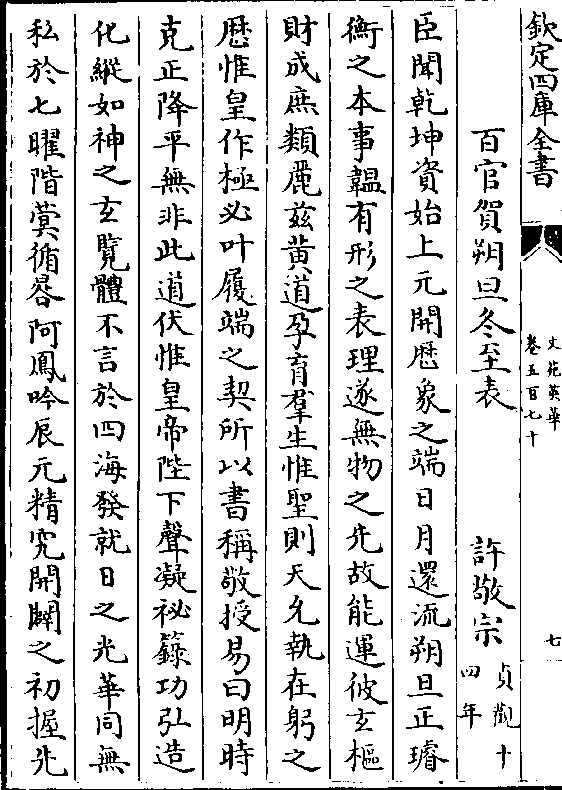 欽定四庫全書
文苑英華
卷五百七十
七
百官賀朔旦冬至表
許敬宗
貞觀十
四年
臣聞乾坤資始上元開歴象之端日月還流朔旦正璿
衡之本事韞有形之表理遂無物之先故能運彼玄樞
財成庶類麗兹黄道孕育羣生惟聖則天允執在躬之
歴惟皇作極必叶履端之契所以書稱敬授易曰明時
克正降平無非此道伏惟皇帝陛下聲凝祕籙功弘造
化縱如神之玄覽體不言於四海發就日之光華同無
私於七曜階蓂循晷阿鳳吟辰元精究開闢之初握先